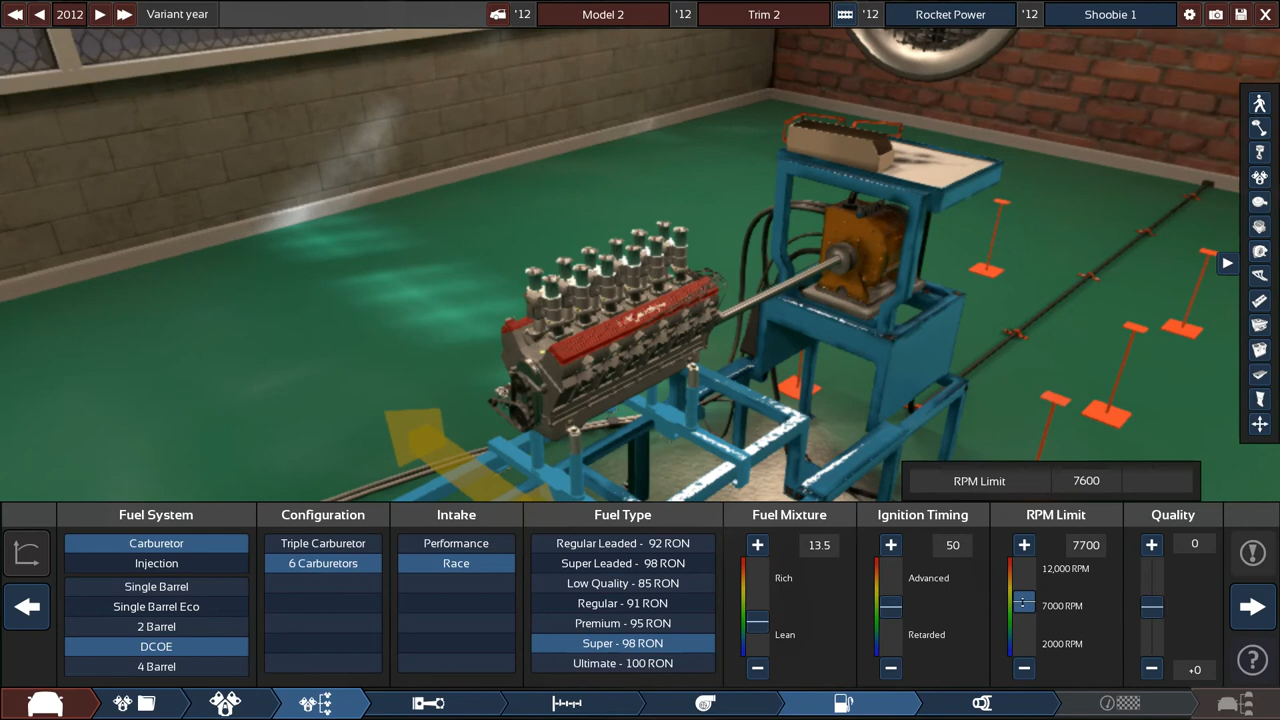 2012
Variant year
'12
Model 2
'12
Trim 2
'12
Rocket Power
'12
Shoobie 1
RPM Limit
7600
Fuel System
Carburetor
Injection
Single Barrel
Single Barrel Eco
2 Barrel
DCOE
4 Barrel
Configuration
Triple Carburetor
6 Carburetors
Intake
Performance
Race
Fuel Type
Regular Leaded - 92 RON
Super Leaded - 98 RON
Low Quality - 85 RON
Regular - 91 RON
Premium - 95 RON
Super - 98 RON
Ultimate - 100 RON
Fuel Mixture
13.5
Rich
Lean
Ignition Timing
50
Advanced
Retarded
RPM Limit
7700
12,000 RPM
7000 RPM
2000 RPM
Quality
0
+0